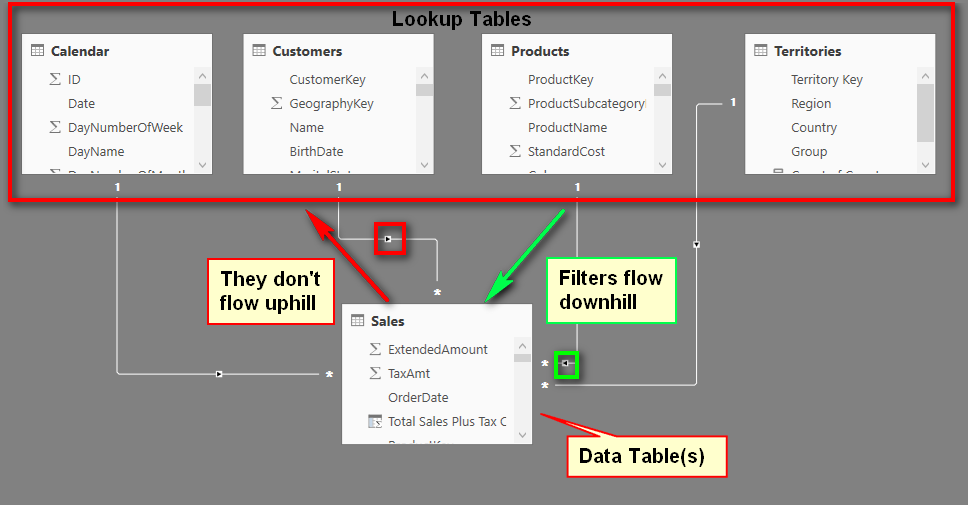 Lookup Tables
Calendar
ID
Date
DayNumberOfWeek
DayName
Customers
CustomerKey
GeographyKey
Name
BirthDate
Products
ProductKey
ProductSubcategory
ProductName
StandardCost
Territories
Territory Key
Region
Country
Group
1
1
1
1
They don't
flow uphill
Filters flow
downhill
*
*
*
*
Sales
ExtendedAmount
TaxAmt
OrderDate
Total Sales Plus Tax C
Data Table(s)